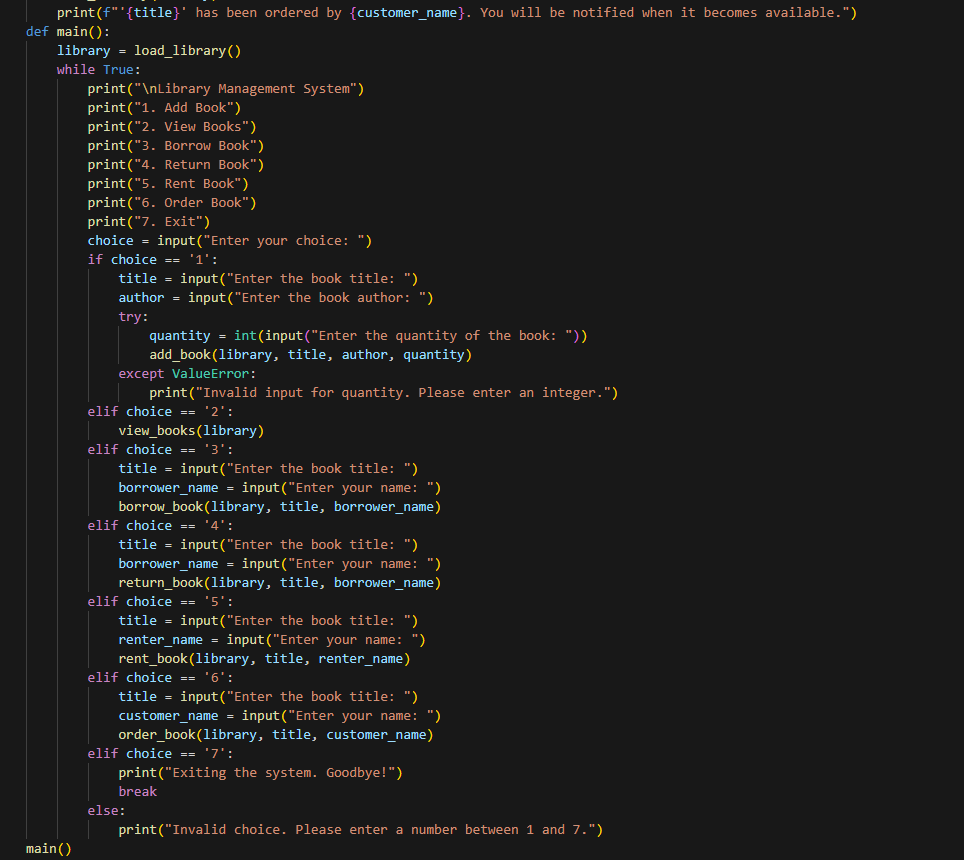 print(f"'{title}' has been ordered by {customer_name}. You will be notified when it becomes available.")
def main():
    library = load_library()
    while True:
        print("\nLibrary Management System")
        print("1. Add Book")
        print("2. View Books")
        print("3. Borrow Book")
        print("4. Return Book")
        print("5. Rent Book")
        print("6. Order Book")
        print("7. Exit")
        choice = input("Enter your choice: ")
        if choice == '1':
            title = input("Enter the book title: ")
            author = input("Enter the book author: ")
            try:
                quantity = int(input("Enter the quantity of the book: "))
                add_book(library, title, author, quantity)
            except ValueError:
                print("Invalid input for quantity. Please enter an integer.")
        elif choice == '2':
            view_books(library)
        elif choice == '3':
            title = input("Enter the book title: ")
            borrower_name = input("Enter your name: ")
            borrow_book(library, title, borrower_name)
        elif choice == '4':
            title = input("Enter the book title: ")
            borrower_name = input("Enter your name: ")
            return_book(library, title, borrower_name)
        elif choice == '5':
            title = input("Enter the book title: ")
            renter_name = input("Enter your name: ")
            rent_book(library, title, renter_name)
        elif choice == '6':
            title = input("Enter the book title: ")
            customer_name = input("Enter your name: ")
            order_book(library, title, customer_name)
        elif choice == '7':
            print("Exiting the system. Goodbye!")
            break
        else:
            print("Invalid choice. Please enter a number between 1 and 7.")
main()